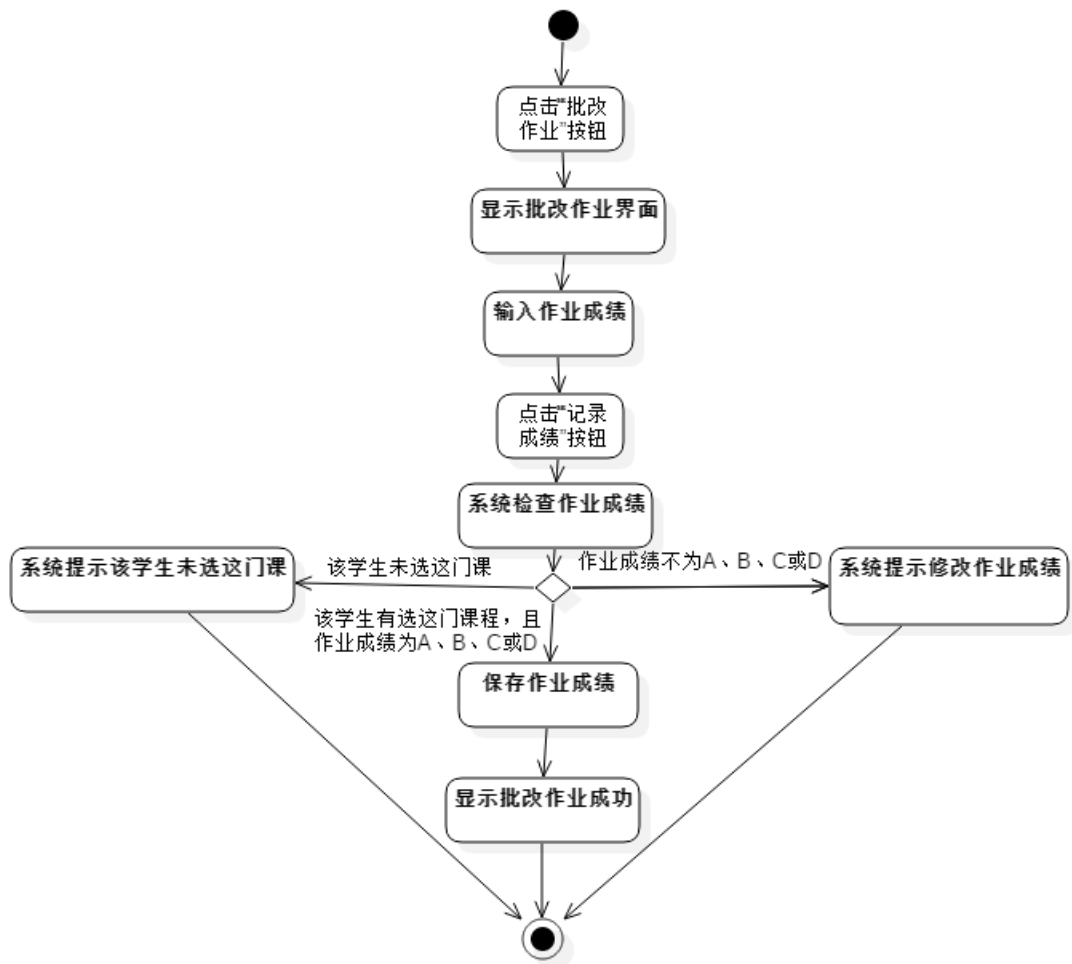 点击“批改
作业”按钮
显示批改作业界面
输入作业成绩
点击“记录
成绩”按钮
系统检查作业成绩
系统提示该学生未选这门课
该学生未选这门课
作业成绩不为A、B、C或D
系统提示修改作业成绩
该学生有选这门课程，且
作业成绩为A、B、C或D
保存作业成绩
显示批改作业成功